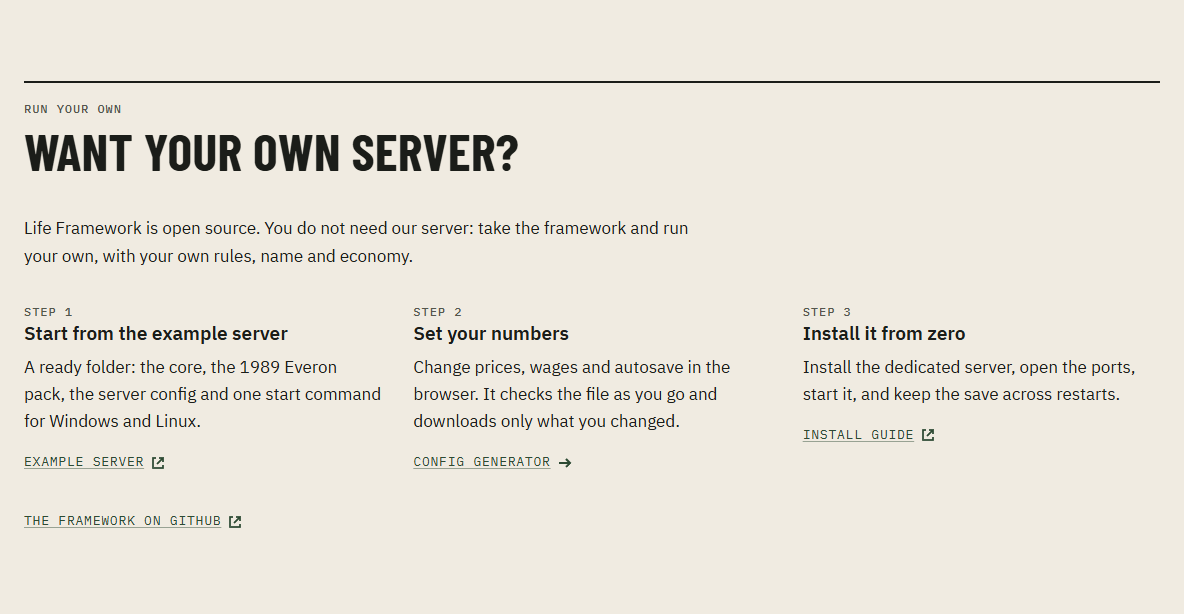 RUN YOUR OWN
WANT YOUR OWN SERVER?
Life Framework is open source. You do not need our server: take the framework and run
your own, with your own rules, name and economy.
STEP 1
Start from the example server
A ready folder: the core, the 1989 Everon
pack, the server config and one start command
for Windows and Linux.
EXAMPLE SERVER
STEP 2
Set your numbers
Change prices, wages and autosave in the
browser. It checks the file as you go and
downloads only what you changed.
CONFIG GENERATOR
STEP 3
Install it from zero
Install the dedicated server, open the ports,
start it, and keep the save across restarts.
INSTALL GUIDE
THE FRAMEWORK ON GITHUB